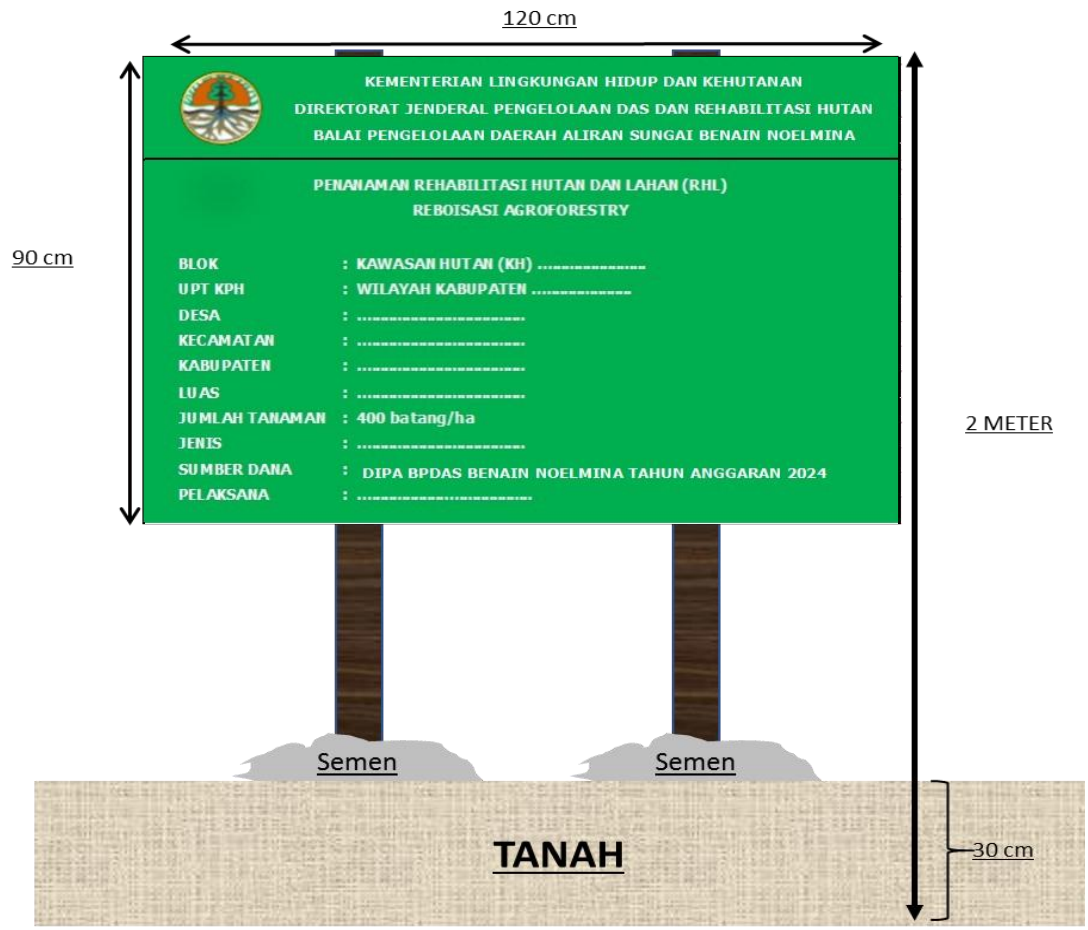 120 cm
KEMENTERIAN LINGKUNGAN HIDUP DAN KEHUTANAN
DIREKTORAT JENDERAL PENGELOLAAN DAS DAN REHABILITASI HUTAN
BALAI PENGELOLAAN DAERAH ALIRAN SUNGAI BENAIN NOELMINA
PENANAMAN REHABILITASI HUTAN DAN LAHAN (RHL)
REBOISASI AGROFORESTRY
90 cm
BLOK : KAWASAN HUTAN (KH) ........................
UPT KPH : WILAYAH KABUPATEN ......................
DESA : .....................................
KECAMATAN : .....................................
KABUPATEN : .....................................
LUAS : .....................................
JUMLAH TANAMAN : 400 batang/ha
2 METER
JENIS : .....................................
SUMBER DANA : DIPA BPDAS BENAIN NOELMINA TAHUN ANGGARAN 2024
PELAKSANA : .......................................
Semen Semen
TANAH
30 cm